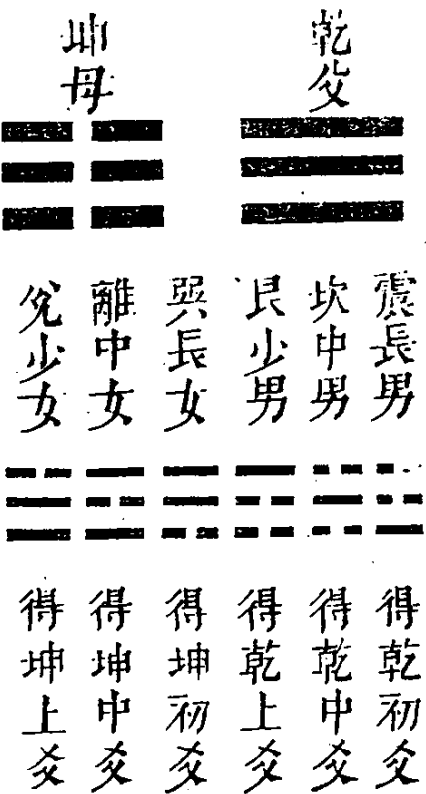 乾父
坤母
震長男
坎中男
艮少男
巽長女
離中女
兌少女
得乾初爻
得乾中爻
得乾上爻
得坤初爻
得坤中爻
得坤上爻